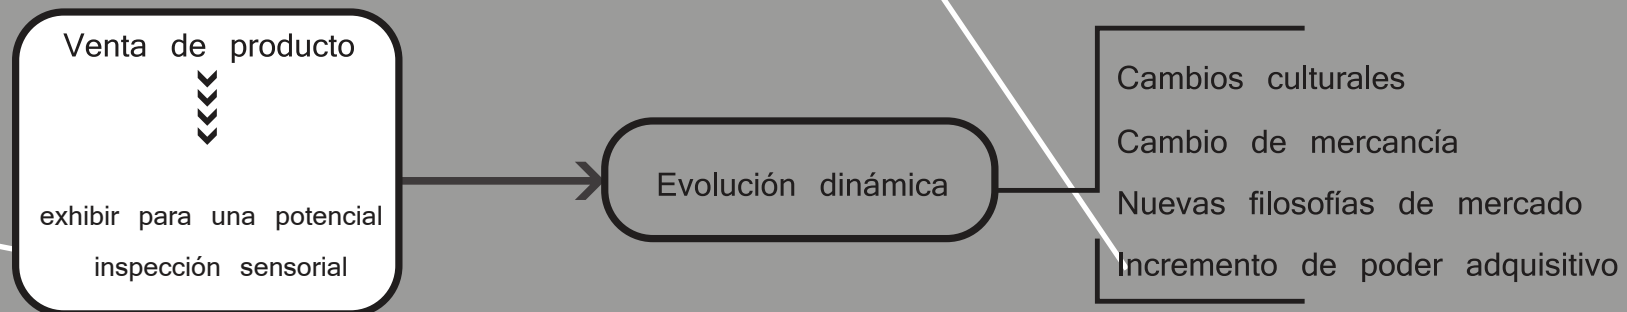 Venta de producto
exhibir para una potencial
inspección sensorial
Evolución dinámica
Cambios culturales
Cambio de mercancía
Nuevas filosofías de mercado
Incremento de poder adquisitivo